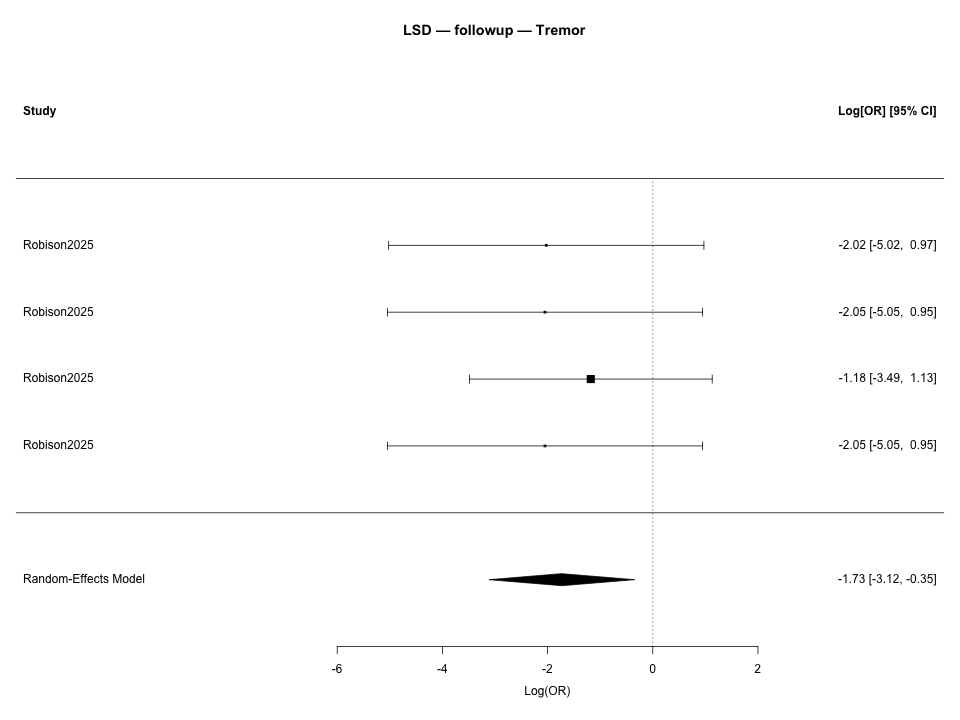 LSD — followup — Tremor
Study Log[OR] [95% CI]
Robison2025 -2.02 [-5.02, 0.97]
Robison2025 -2.05 [-5.05, 0.95]
Robison2025 -1.18 [-3.49, 1.13]
Robison2025 -2.05 [-5.05, 0.95]
Random-Effects Model -1.73 [-3.12, -0.35]
-6 -4 -2 0 2
Log(OR)